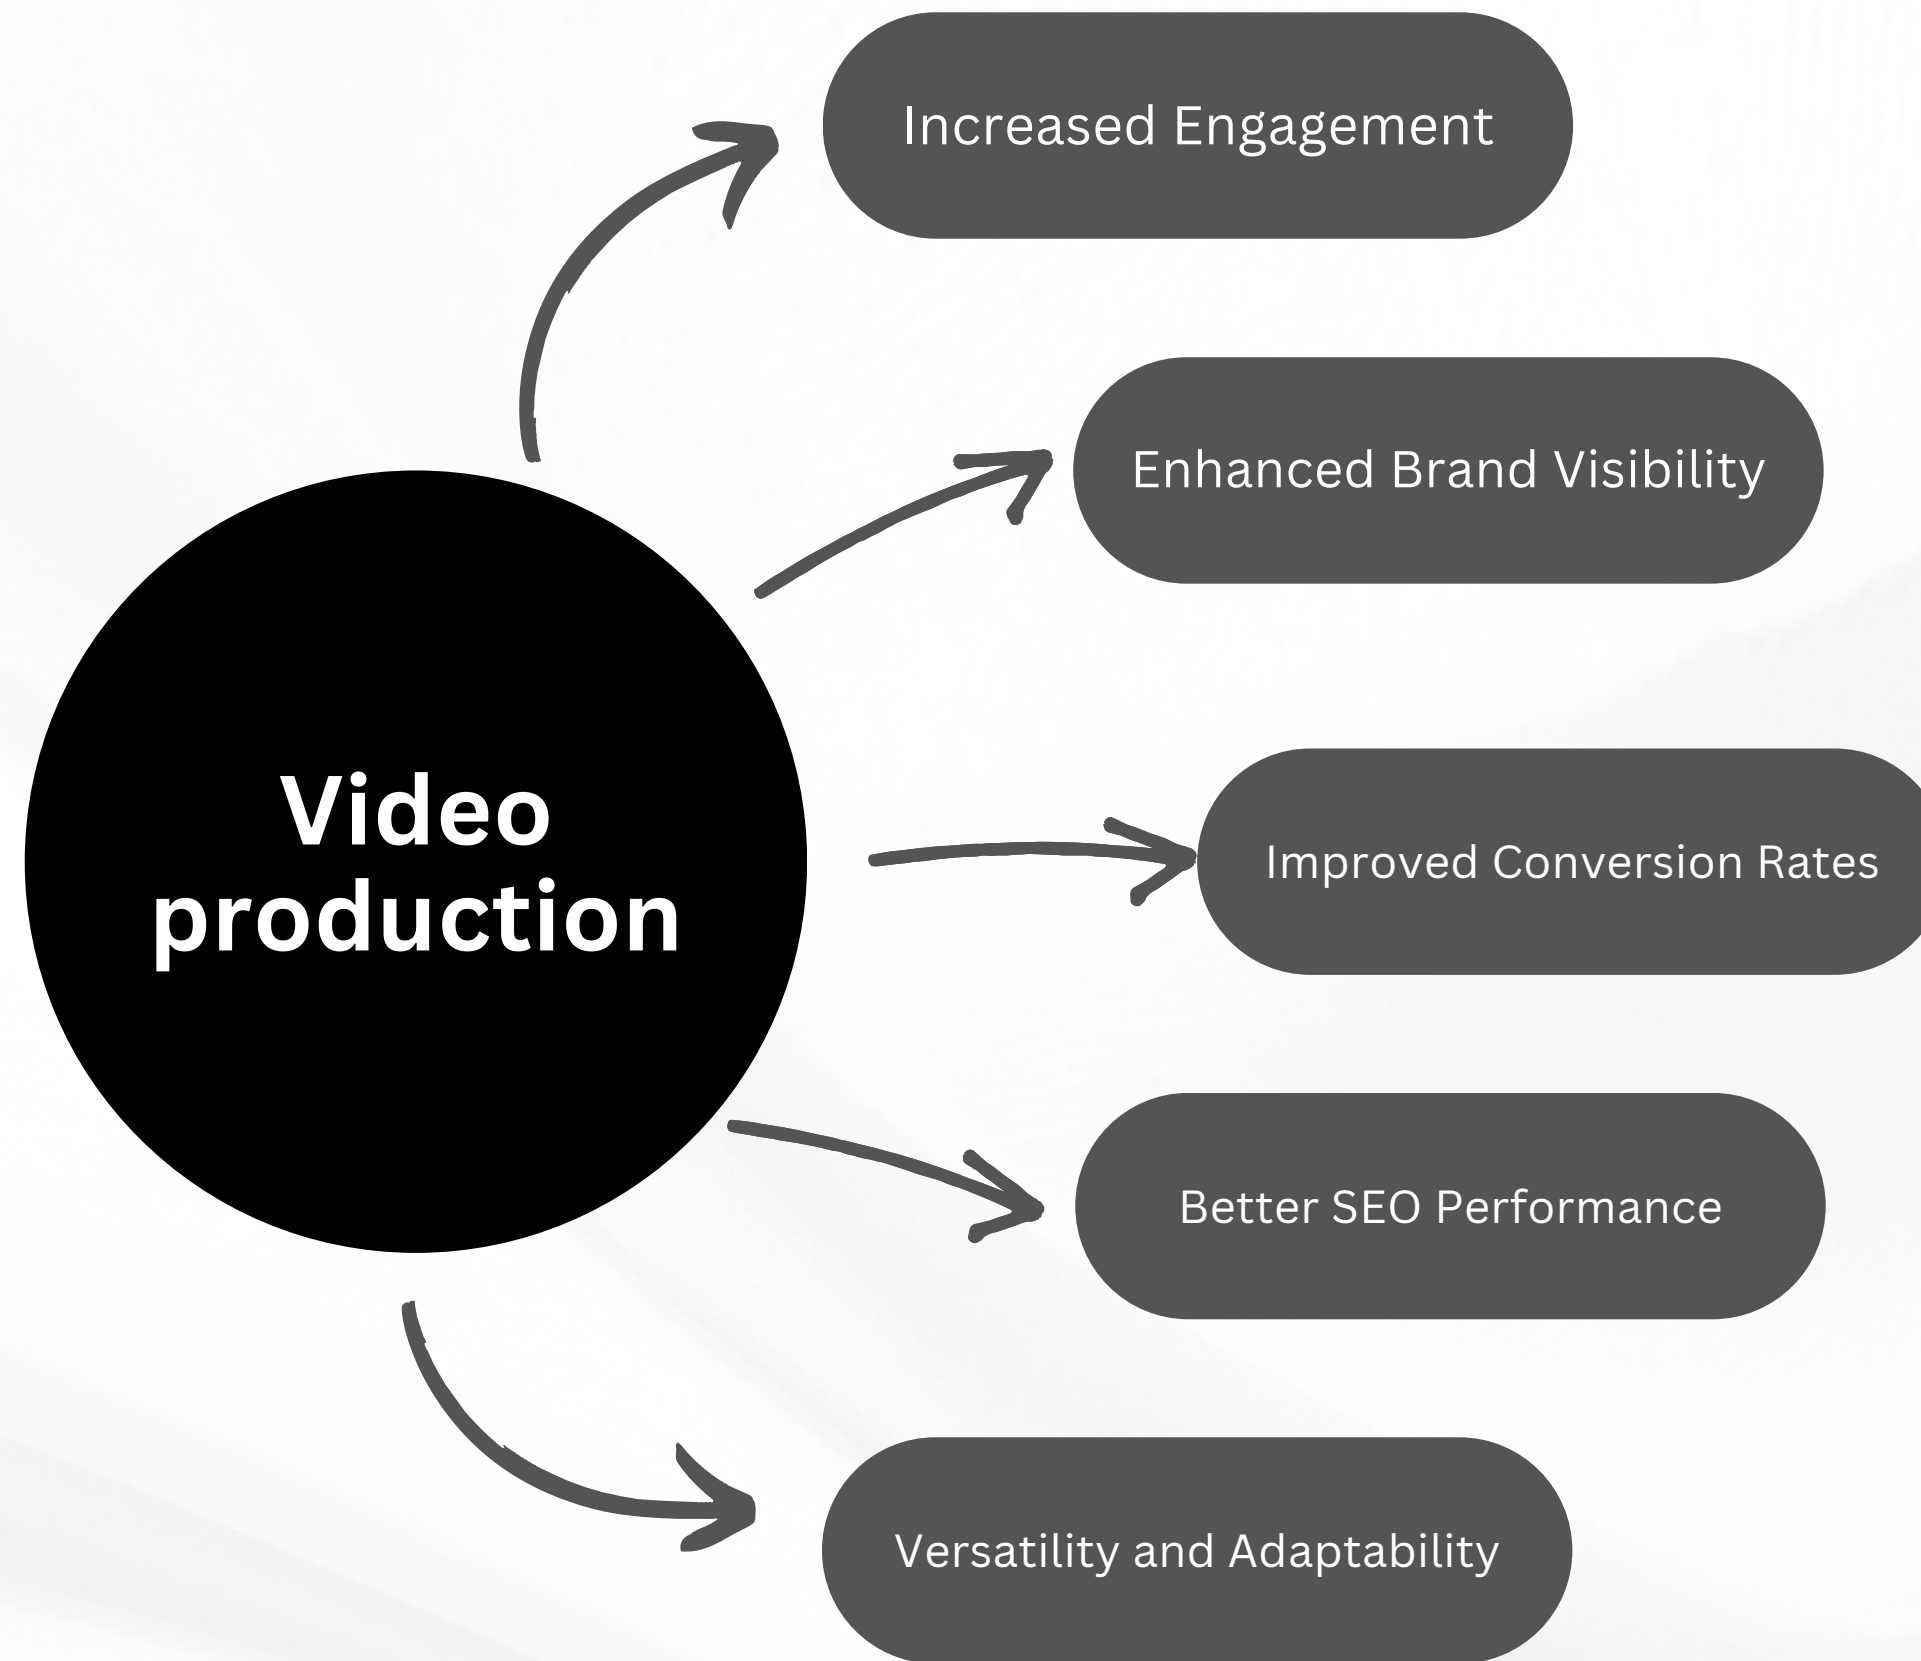 Increased Engagement
Enhanced Brand Visibility
Video
production
Improved Conversion Rates
Better SEO Performance
Versatility and Adaptability